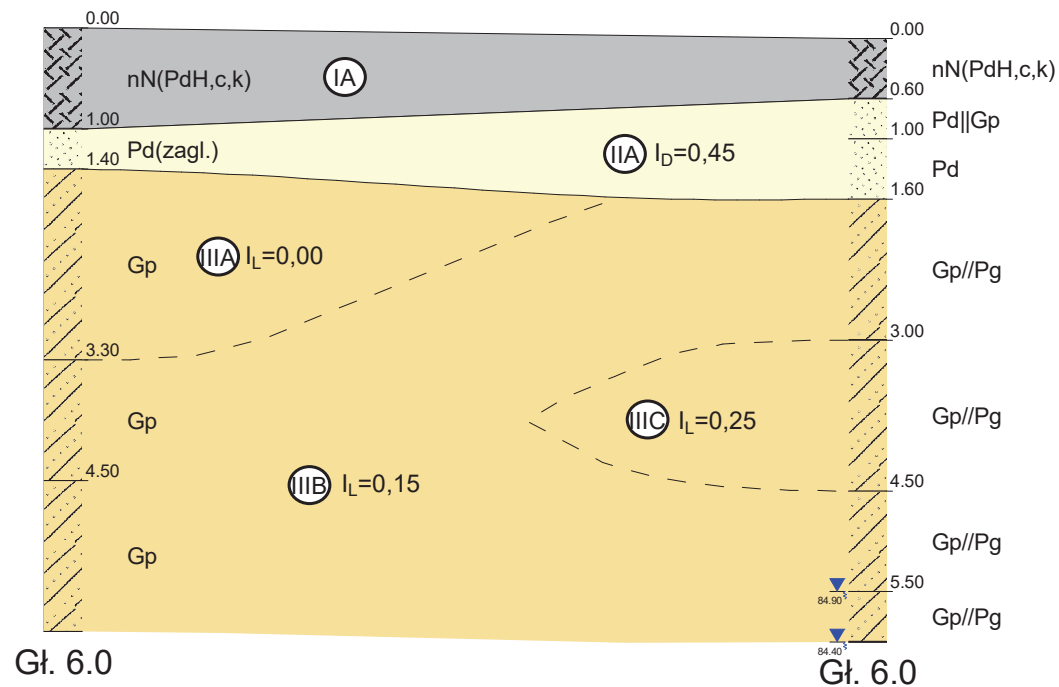 0.00
0.00
nN(PdH,c,k)
IA
nN(PdH,c,k)
0.60
1.00
Pd||Gp
1.00
Pd(zagl.)
IIA I_D=0,45
Pd
1.40
1.60
IIIA I_L=0,00
Gp
Gp//Pg
3.00
3.30
Gp
IIIC I_L=0,25
Gp//Pg
4.50
IIIB I_L=0,15
4.50
Gp
Gp//Pg
5.50
84.90
Gp//Pg
84.40
Gł. 6.0
Gł. 6.0